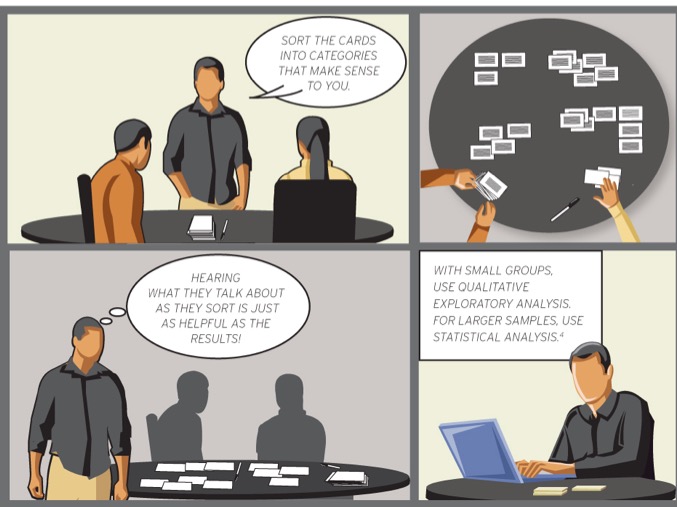 SORT THE CARDS
INTO CATEGORIES
THAT MAKE SENSE
TO YOU.
HEARING
WHAT THEY TALK ABOUT
AS THEY SORT IS JUST
AS HELPFUL AS THE
RESULTS!
WITH SMALL GROUPS,
USE QUALITATIVE
EXPLORATORY ANALYSIS.
FOR LARGER SAMPLES, USE
STATISTICAL ANALYSIS.⁴